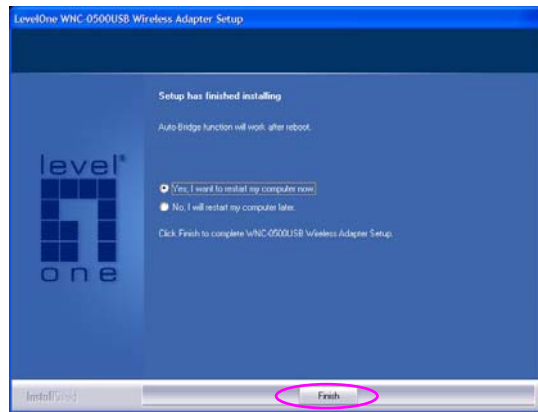 LevelOne WNC-0500USB Wireless Adapter Setup
Setup has finished installing
Auto Bridge function will work after reboot.
level
one
Yes, I want to restart my computer now.
No, I will restart my computer later.
Click Finish to complete WNC-0500USB Wireless Adapter Setup.
InstallShield
Finish